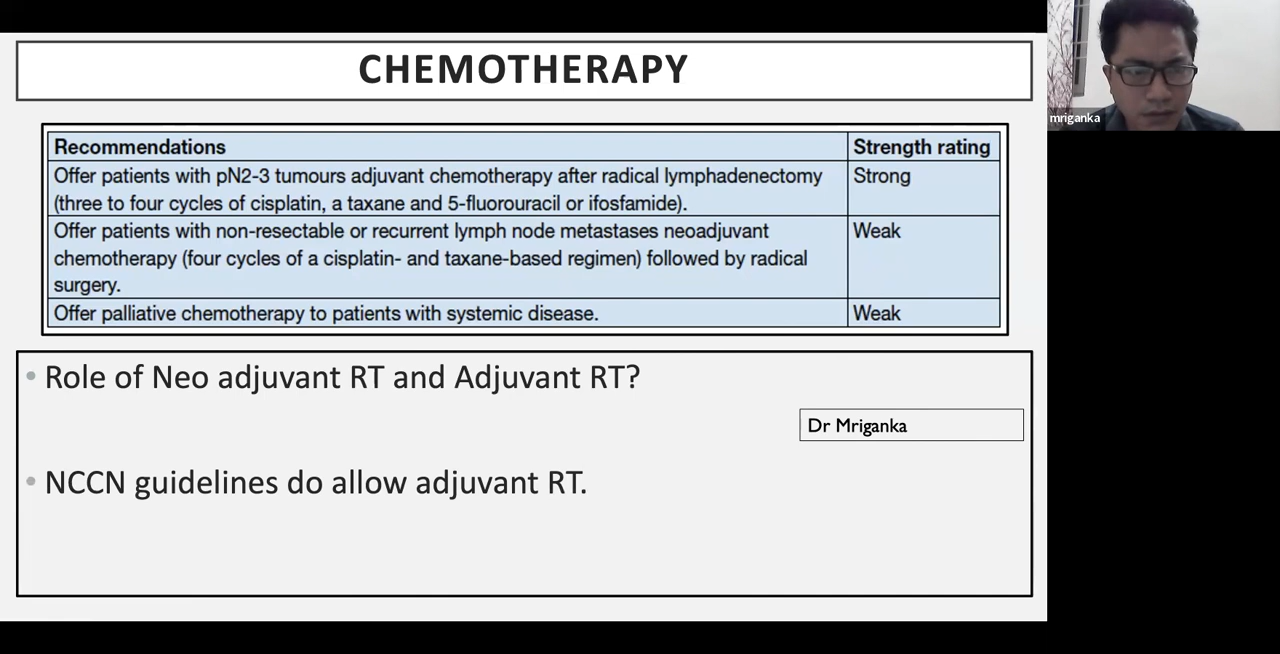 CHEMOTHERAPY
mriganka
Recommendations Strength rating
Offer patients with pN2-3 tumours adjuvant chemotherapy after radical lymphadenectomy Strong
(three to four cycles of cisplatin, a taxane and 5-fluorouracil or ifosfamide).
Offer patients with non-resectable or recurrent lymph node metastases neoadjuvant Weak
chemotherapy (four cycles of a cisplatin- and taxane-based regimen) followed by radical
surgery.
Offer palliative chemotherapy to patients with systemic disease. Weak
• Role of Neo adjuvant RT and Adjuvant RT?
Dr Mriganka
• NCCN guidelines do allow adjuvant RT.